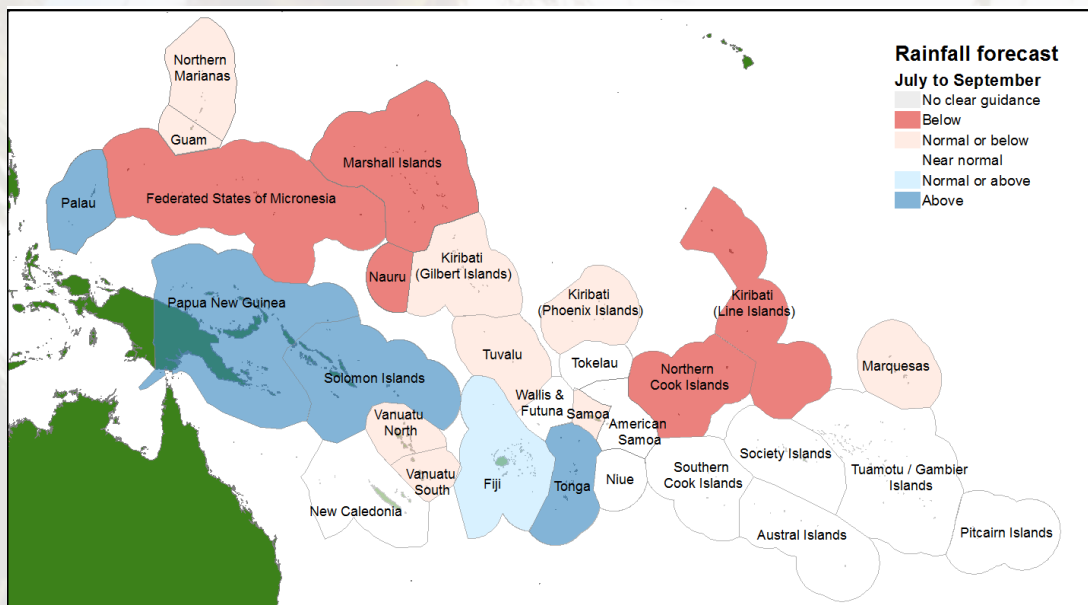 Rainfall forecast
July to September
No clear guidance
Below
Normal or below
Near normal
Normal or above
Above
Northern
Marianas
Guam
Palau
Federated States of Micronesia
Marshall Islands
Nauru
Kiribati
(Gilbert Islands)
Papua New Guinea
Kiribati
(Phoenix Islands)
Kiribati
(Line Islands)
Tuvalu
Tokelau
Solomon Islands
Northern
Cook Islands
Marquesas
Wallis &
Futuna
Samoa
American
Samoa
Vanuatu
North
Vanuatu
South
Fiji
Tonga
Niue
Southern
Cook Islands
Society Islands
Tuamotu / Gambier
Islands
New Caledonia
Austral Islands
Pitcairn Islands